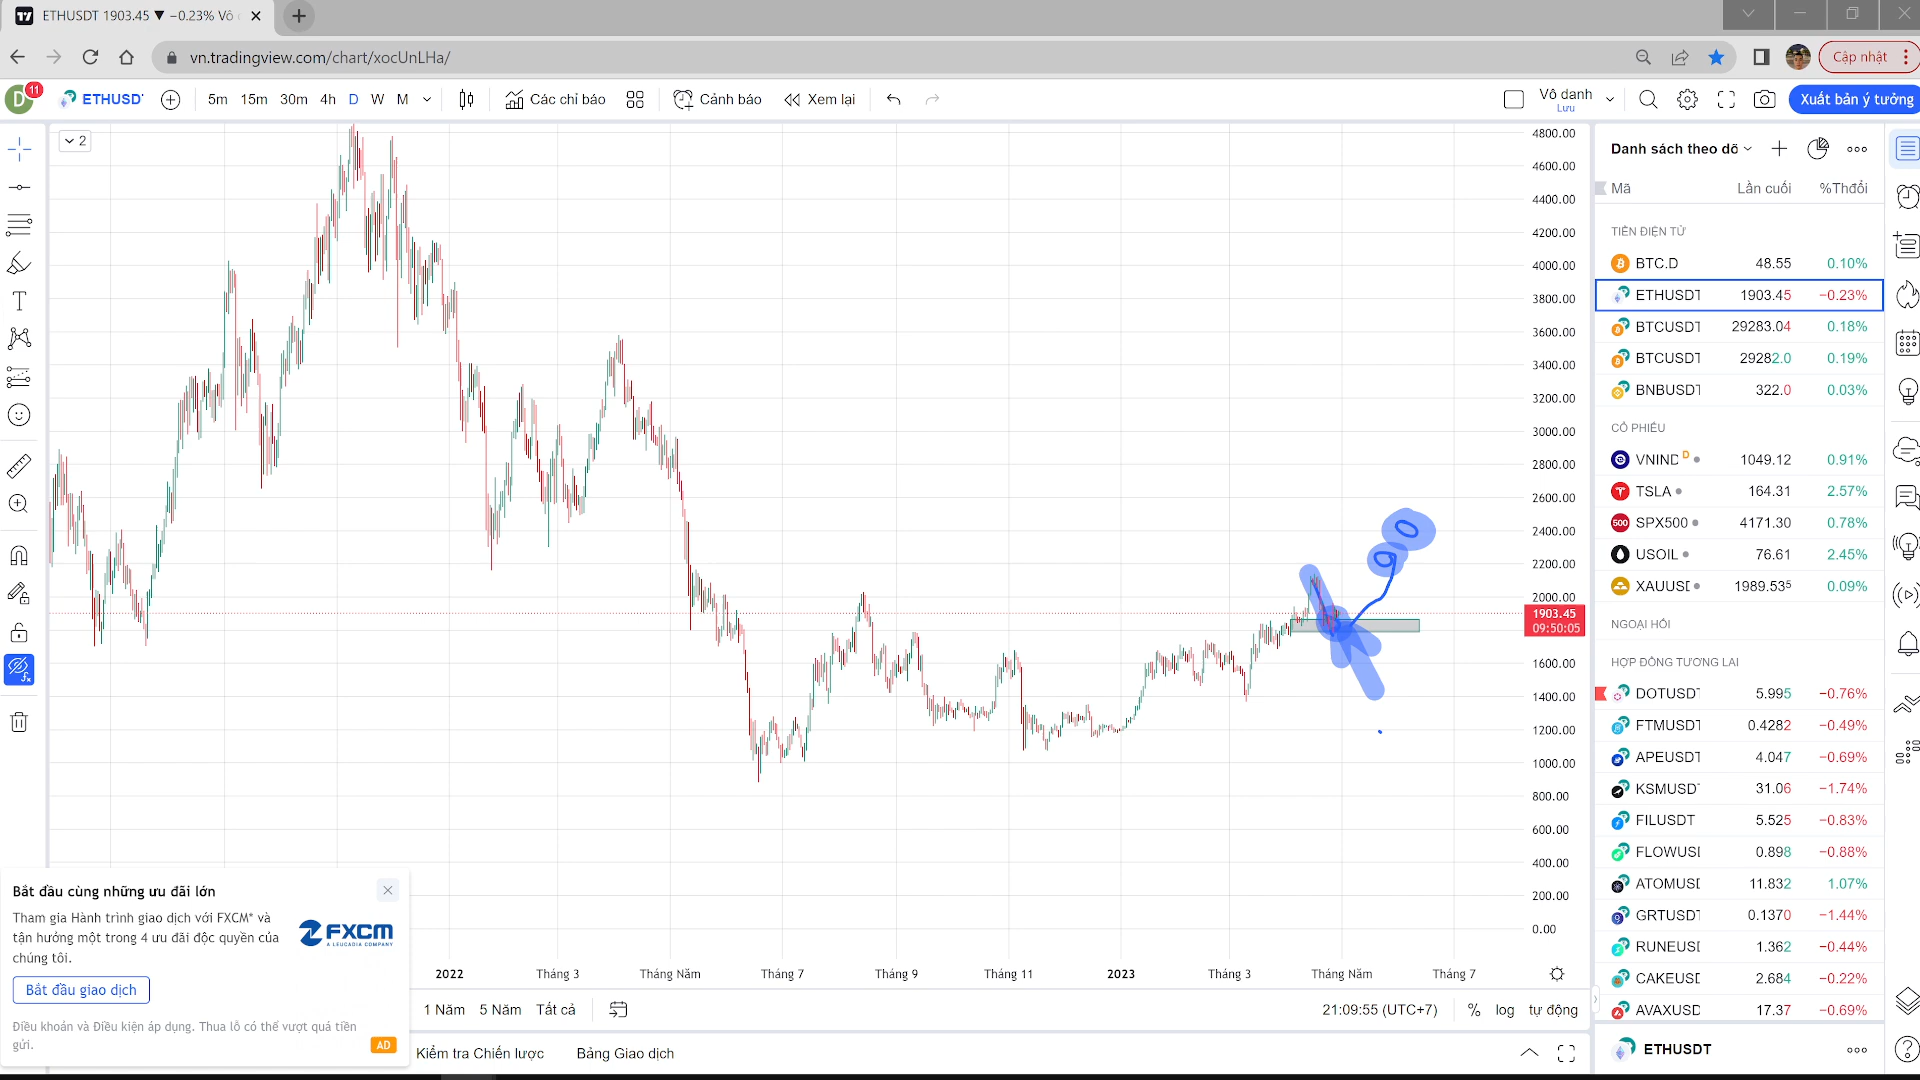 ETHUSDT 1903.45 ▼ −0.23% Vô
vn.tradingview.com/chart/xocUnLHa/
Cập nhật
D 11 ETHUSD 5m 15m 30m 4h D W M Các chỉ báo Cảnh báo Xem lại Vô danh Lưu Xuất bản ý tưởng
2
4800.00
4600.00
4400.00
4200.00
4000.00
3800.00
3600.00
3400.00
3200.00
3000.00
2800.00
2600.00
2400.00
2200.00
2000.00
1903.45
09:50:05
1600.00
1400.00
1200.00
1000.00
800.00
600.00
400.00
200.00
0.00
2022 Tháng 3 Tháng Năm Tháng 7 Tháng 9 Tháng 11 2023 Tháng 3 Tháng Năm Tháng 7
1 Năm 5 Năm Tất cả 21:09:55 (UTC+7) % log tự động
Kiểm tra Chiến lược Bảng Giao dịch
Bắt đầu cùng những ưu đãi lớn
Tham gia Hành trình giao dịch với FXCM* và
tận hưởng một trong 4 ưu đãi độc quyền của
chúng tôi.
FXCM
A LEUCADIA COMPANY
Bắt đầu giao dịch
Điều khoản và Điều kiện áp dụng. Thua lỗ có thể vượt quá tiền
gửi.
AD
Danh sách theo dõ
Mã Lần cuối %Thđổi
TIỀN ĐIỆN TỬ
BTC.D 48.55 0.10%
ETHUSDT 1903.45 −0.23%
BTCUSDT 29283.04 0.18%
BTCUSDT 29282.0 0.19%
BNBUSDT 322.0 0.03%
CỔ PHIẾU
VNIND D 1049.12 0.91%
TSLA 164.31 2.57%
500 SPX500 4171.30 0.78%
USOIL 76.61 2.45%
XAUUSD 1989.535 0.09%
NGOẠI HỐI
HỢP ĐỒNG TƯƠNG LAI
DOTUSDT 5.995 −0.76%
FTMUSDT 0.4282 −0.49%
APEUSDT 4.047 −0.69%
KSMUSDT 31.06 −1.74%
FILUSDT 5.525 −0.83%
FLOWUSD 0.898 −0.88%
ATOMUSD 11.832 1.07%
GRTUSDT 0.1370 −1.44%
RUNEUSD 1.362 −0.44%
CAKEUSD 2.684 −0.22%
AVAXUSD 17.37 −0.69%
ETHUSDT